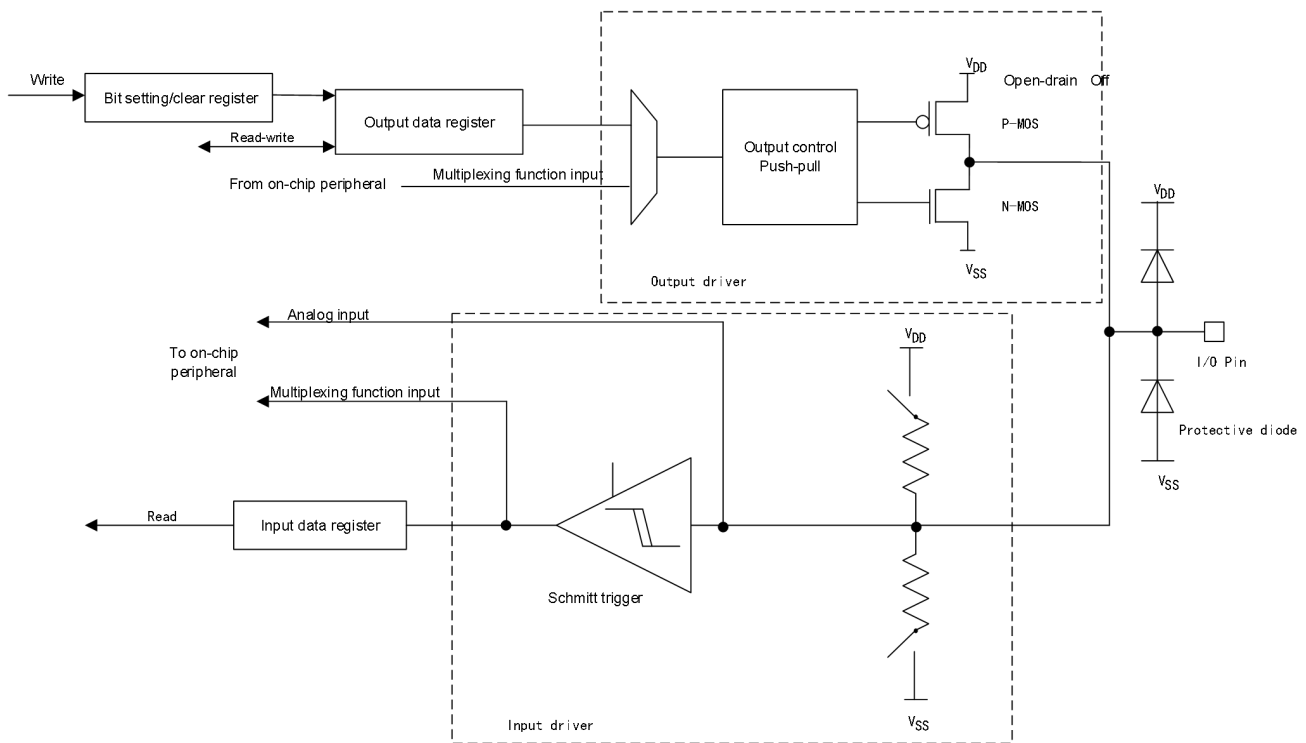 Write
Bit setting/clear register
Output data register
Read-write
From on-chip peripheral
Multiplexing function input
Output control
Push-pull
VDD
Open-drain Off
P-MOS
N-MOS
VSS
Output driver
VDD
I/O Pin
Protective diode
VSS
Analog input
To on-chip
peripheral
Multiplexing function input
VDD
Read
Input data register
Schmitt trigger
VSS
Input driver